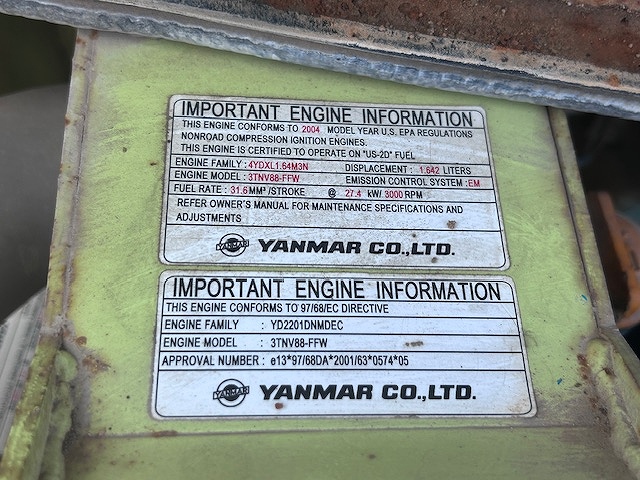 IMPORTANT ENGINE INFORMATION
THIS ENGINE CONFORMS TO 2004 MODEL YEAR U.S. EPA REGULATIONS
NONROAD COMPRESSION IGNITION ENGINES.
THIS ENGINE IS CERTIFIED TO OPERATE ON "US-2D" FUEL
ENGINE FAMILY : 4YDXL1.64M3N DISPLACEMENT : 1.642 LITERS
ENGINE MODEL : 3TNV88-FFW EMISSION CONTROL SYSTEM : EM
FUEL RATE : 31.6 MM³ /STROKE @ 27.4 kW/ 3000 RPM
REFER OWNER'S MANUAL FOR MAINTENANCE SPECIFICATIONS AND
ADJUSTMENTS
YANMAR YANMAR CO.,LTD.
IMPORTANT ENGINE INFORMATION
THIS ENGINE CONFORMS TO 97/68/EC DIRECTIVE
ENGINE FAMILY : YD2201DNMDEC
ENGINE MODEL : 3TNV88-FFW
APPROVAL NUMBER : e13*97/68DA*2001/63*0574*05
YANMAR YANMAR CO.,LTD.